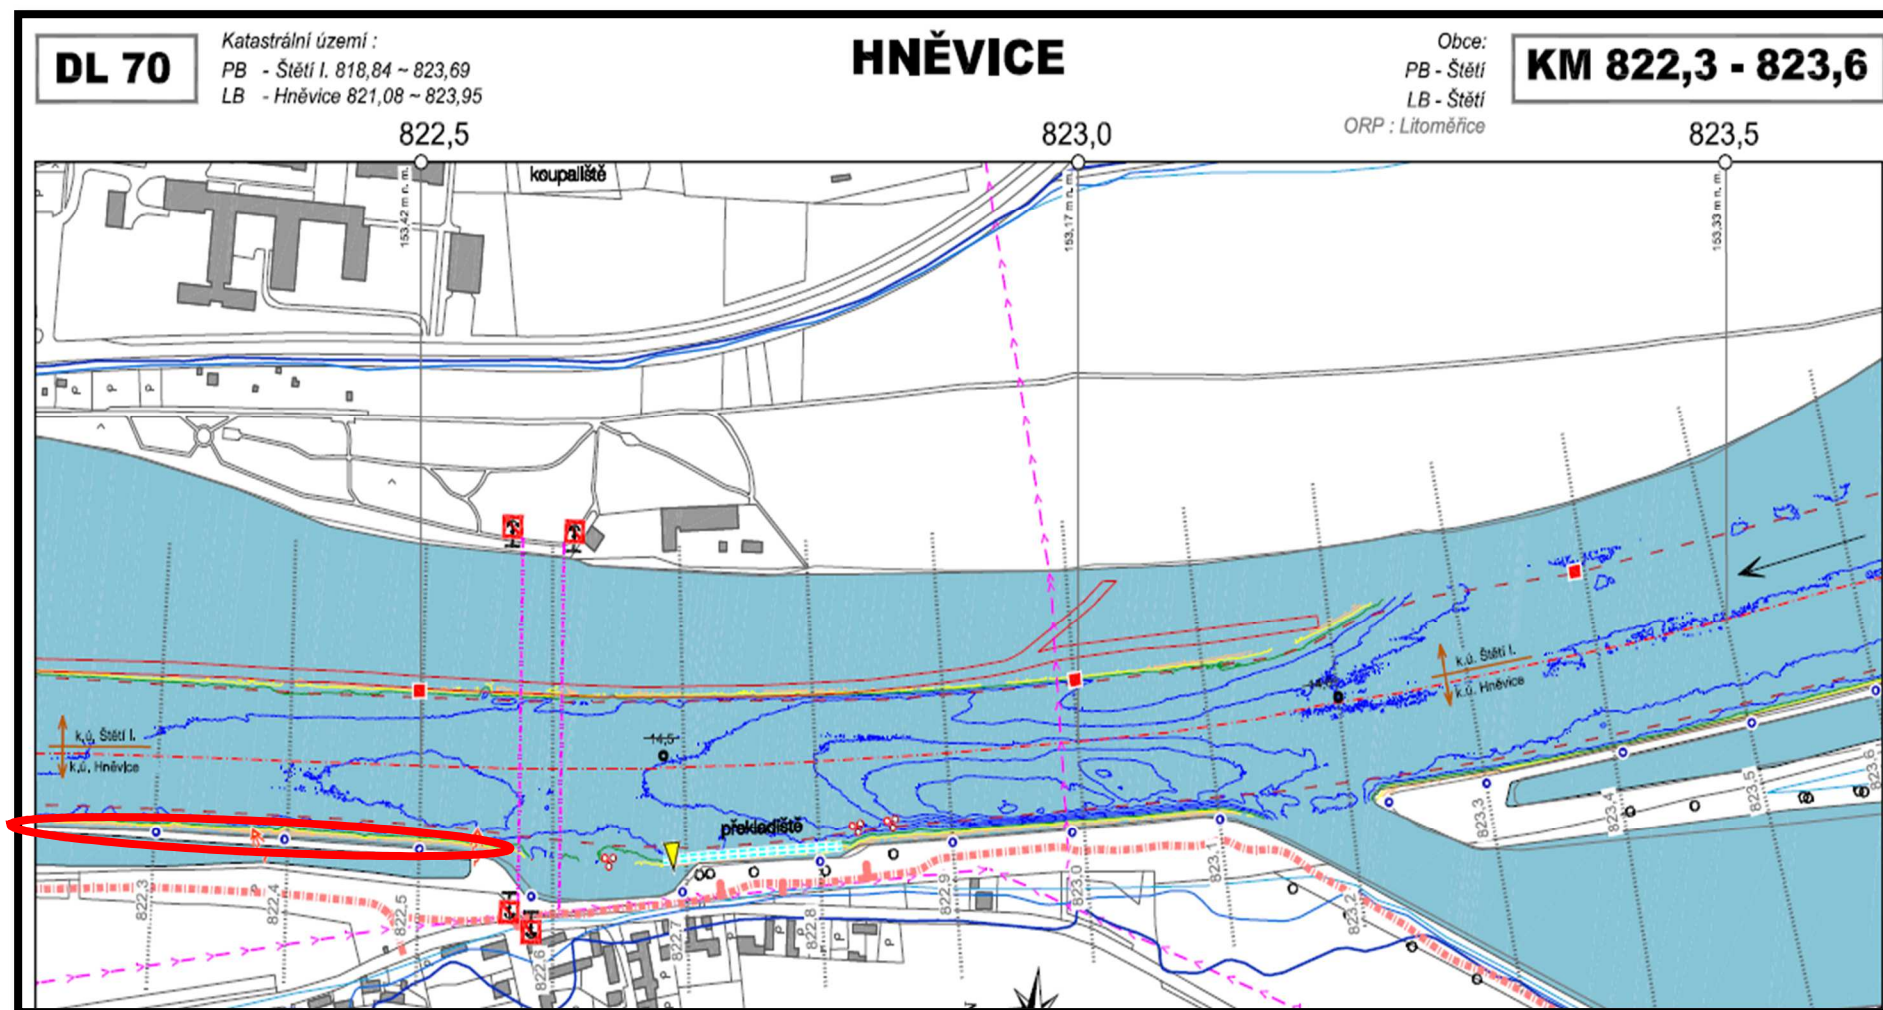 DL 70
Katastrální území :
PB - Štětí I. 818,84 ~ 823,69
LB - Hněvice 821,08 ~ 823,95
HNĚVICE
Obce:
PB - Štětí
LB - Štětí
ORP : Litoměřice
KM 822,3 - 823,6
822,5
823,0
823,5
koupaliště
153,42 m n. m.
153,17 m n. m.
153,33 m n. m.
P
P
P
P
k.ú. Štětí I.
k.ú. Hněvice
k.ú. Štětí I.
k.ú. Hněvice
14,5
překladiště
822,3
822,4
822,5
822,6
822,7
822,8
822,9
823,0
823,1
823,2
823,3
823,4
823,5
823,6
P
P
P
P
P
P